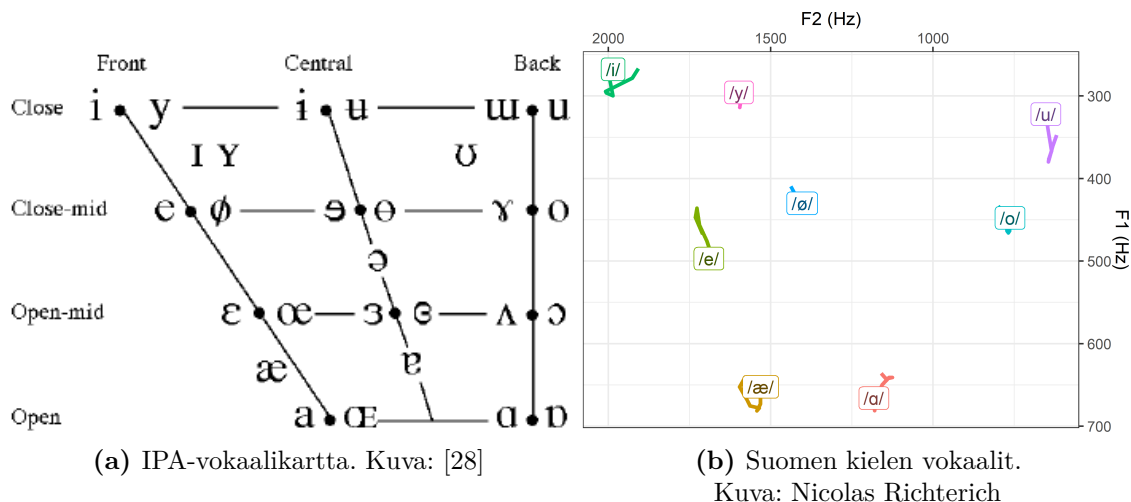 Front Central Back
Close i y ɨ ʉ ɯ u
ɪ ʏ ʊ
Close-mid e ø ɘ ɵ ɤ o
ə
Open-mid ɛ œ ɜ ɞ ʌ ɔ
æ ɐ
Open a ɶ ɑ ɒ
(a) IPA-vokaalikartta. Kuva: [28]
F2 (Hz)
2000 1500 1000
/i/
/y/
300
/u/
400
/ø/
/o/
F1 (Hz)
/e/
500
600
/æ/
/ɑ/
700
(b) Suomen kielen vokaalit.
Kuva: Nicolas Richterich